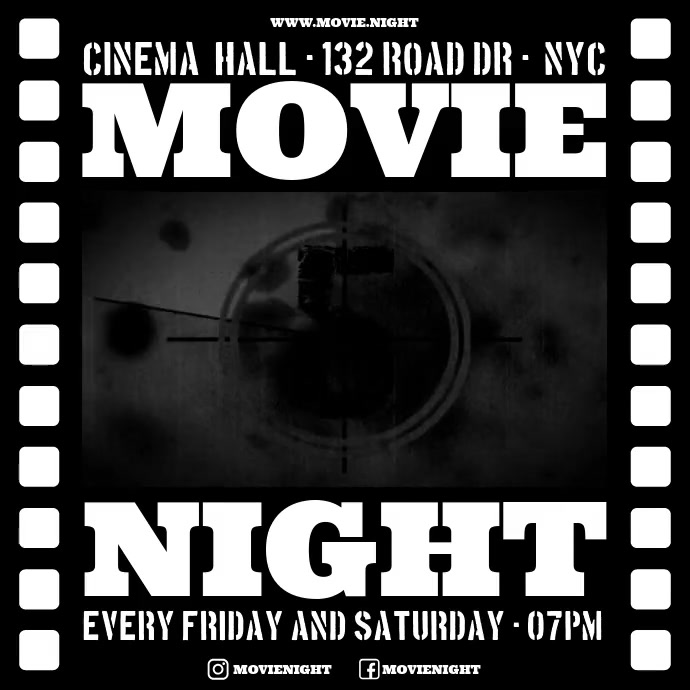 WWW.MOVIE.NIGHT
CINEMA HALL - 132 ROAD DR - NYC
MOVIE
NIGHT
EVERY FRIDAY AND SATURDAY - 07PM
MOVIENIGHT MOVIENIGHT